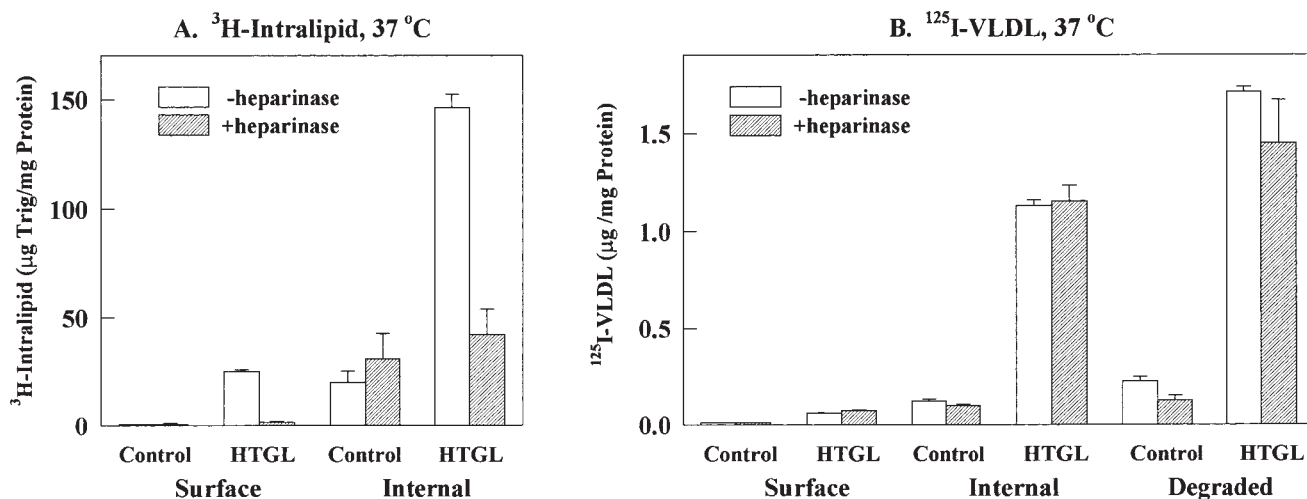 A. ³H-Intralipid, 37 °C
³H-Intralipid (µg Trig/mg Protein)
150
100
50
0
-heparinase
+heparinase
Control HTGL Control HTGL
Surface Internal
B. ¹²⁵I-VLDL, 37 °C
¹²⁵I-VLDL (µg /mg Protein)
1.5
1.0
0.5
0.0
-heparinase
+heparinase
Control HTGL Control HTGL Control HTGL
Surface Internal Degraded